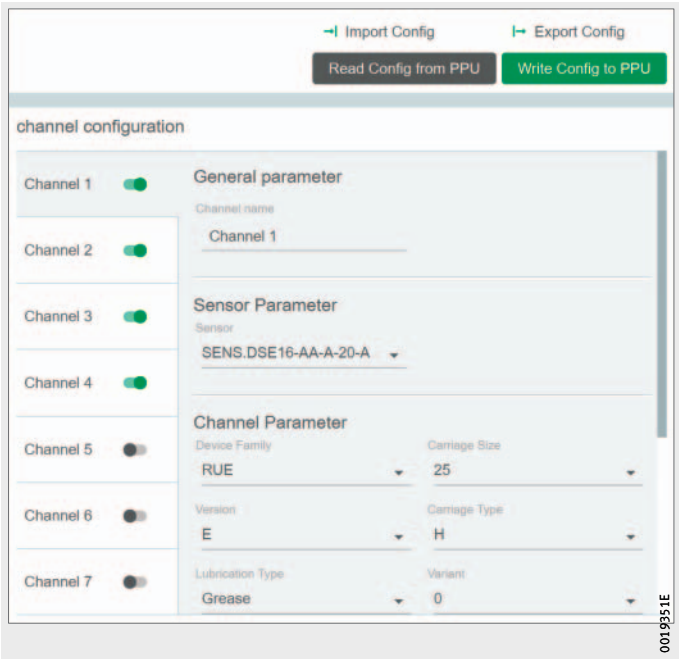 Import Config
Export Config
Read Config from PPU
Write Config to PPU
channel configuration
Channel 1
Channel 2
Channel 3
Channel 4
Channel 5
Channel 6
Channel 7
General parameter
Channel name
Channel 1
Sensor Parameter
Sensor
SENS.DSE16-AA-A-20-A
Channel Parameter
Device Family
Carriage Size
RUE
25
Version
Carriage Type
E
H
Lubrication Type
Variant
Grease
0
0019351E